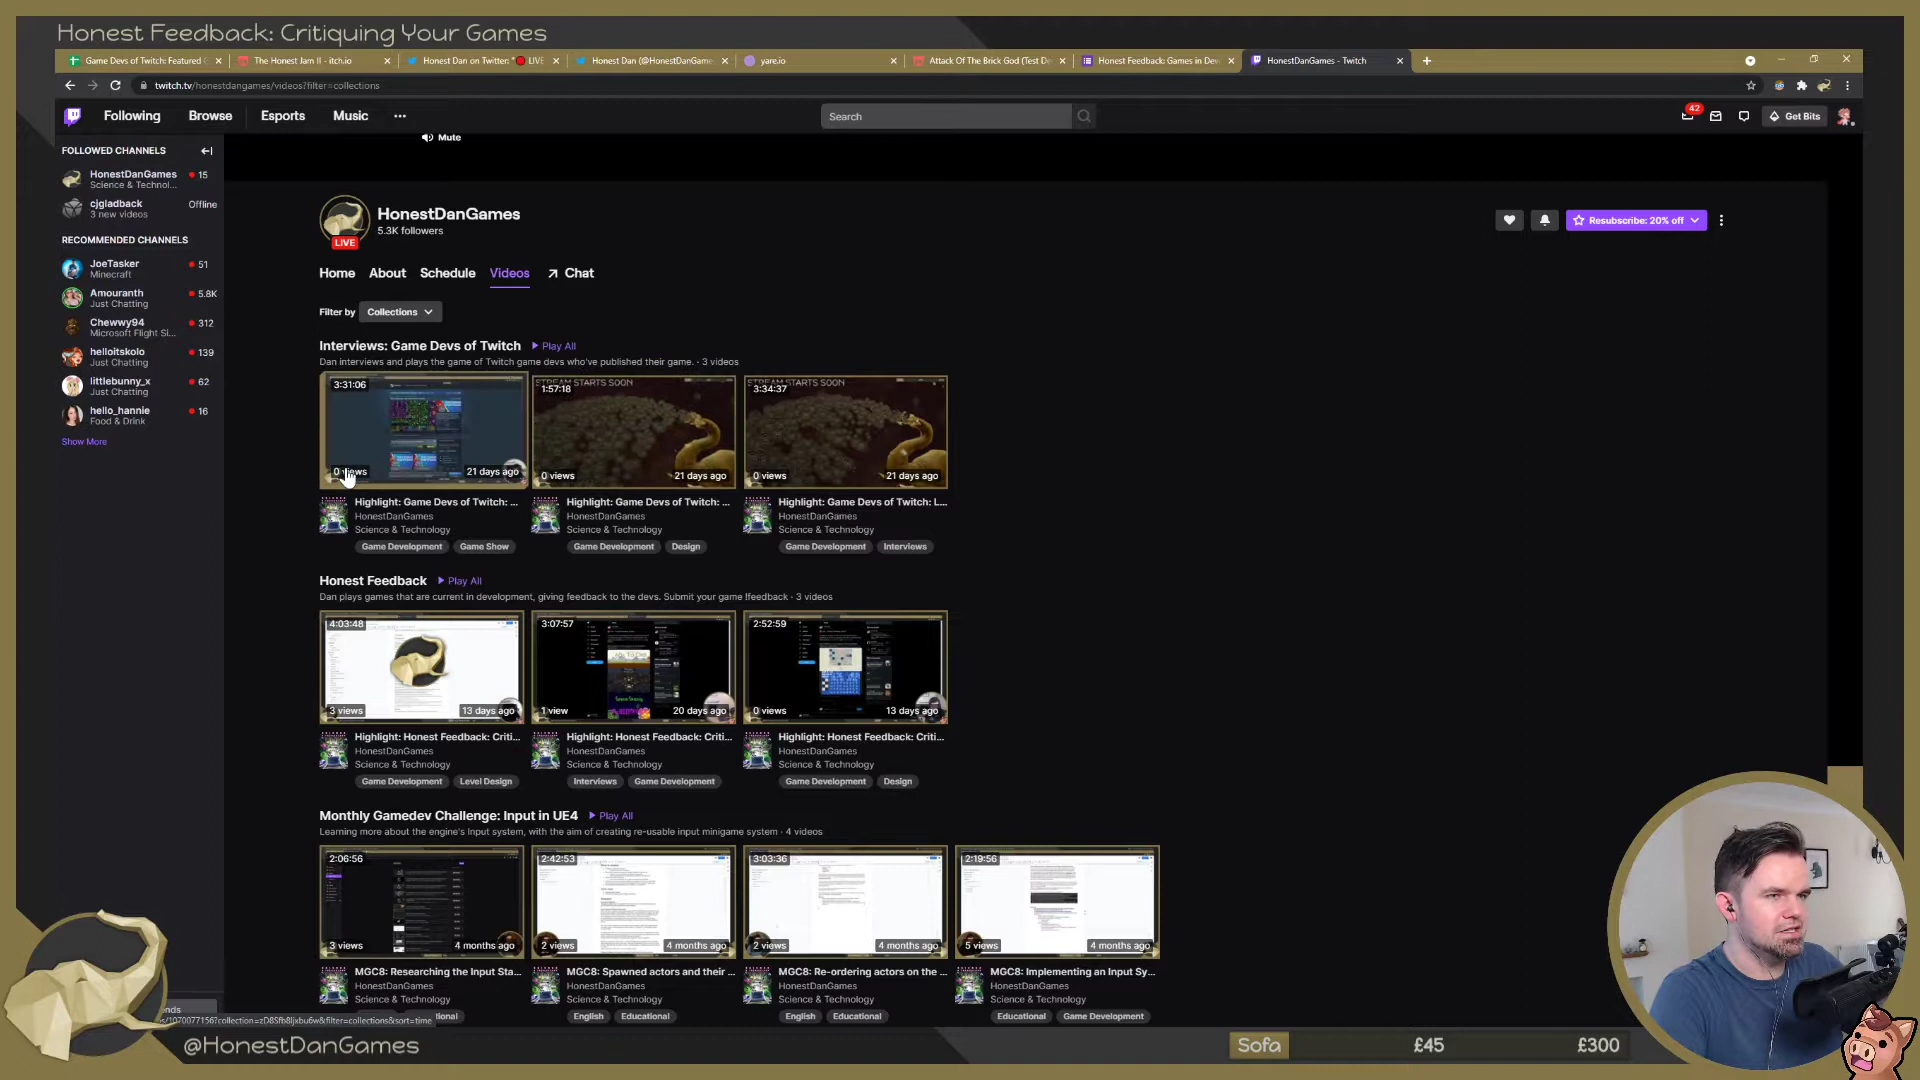 Honest Feedback: Critiquing Your Games
Game Devs of Twitch: Featured G
The Honest Jam II - itch.io
Honest Dan on Twitter: "🔴 LIVE
Honest Dan (@HonestDanGame
yare.io
Attack Of The Brick God (Test De
Honest Feedback: Games in Dev
HonestDanGames - Twitch
twitch.tv/honestdangames/videos?filter=collections
Following
Browse
Esports
Music
Search
42
Get Bits
Mute
FOLLOWED CHANNELS
HonestDanGames
15
Science & Technol...
cjgladback
Offline
3 new videos
RECOMMENDED CHANNELS
JoeTasker
51
Minecraft
Amouranth
5.8K
Just Chatting
Chewwy94
312
Microsoft Flight Si...
helloitskolo
139
Just Chatting
littlebunny_x
62
Just Chatting
hello_hannie
16
Food & Drink
Show More
HonestDanGames
5.3K followers
LIVE
Resubscribe: 20% off
Home
About
Schedule
Videos
Chat
Filter by
Collections
Interviews: Game Devs of Twitch
Play All
Dan interviews and plays the game of Twitch game devs who've published their game. · 3 videos
3:31:06
0 views
21 days ago
STREAM STARTS SOON
1:57:18
0 views
21 days ago
STREAM STARTS SOON
3:34:37
0 views
21 days ago
Highlight: Game Devs of Twitch: ...
HonestDanGames
Science & Technology
Game Development
Game Show
Highlight: Game Devs of Twitch: ...
HonestDanGames
Science & Technology
Game Development
Design
Highlight: Game Devs of Twitch: L...
HonestDanGames
Science & Technology
Game Development
Interviews
Honest Feedback
Play All
Dan plays games that are current in development, giving feedback to the devs. Submit your game !feedback · 3 videos
4:03:48
3 views
13 days ago
3:07:57
1 view
20 days ago
2:52:59
0 views
13 days ago
Highlight: Honest Feedback: Criti...
HonestDanGames
Science & Technology
Game Development
Level Design
Highlight: Honest Feedback: Criti...
HonestDanGames
Science & Technology
Interviews
Game Development
Highlight: Honest Feedback: Criti...
HonestDanGames
Science & Technology
Game Development
Design
Monthly Gamedev Challenge: Input in UE4
Play All
Learning more about the engine's Input system, with the aim of creating re-usable input minigame system · 4 videos
2:06:56
3 views
4 months ago
2:42:53
2 views
4 months ago
3:03:36
2 views
4 months ago
2:19:56
5 views
4 months ago
MGC8: Researching the Input Sta...
HonestDanGames
Science & Technology
MGC8: Spawned actors and their ...
HonestDanGames
Science & Technology
English
Educational
MGC8: Re-ordering actors on the ...
HonestDanGames
Science & Technology
English
Educational
MGC8: Implementing an Input Sy...
HonestDanGames
Science & Technology
Educational
Game Development
@HonestDanGames
Sofa
£45
£300